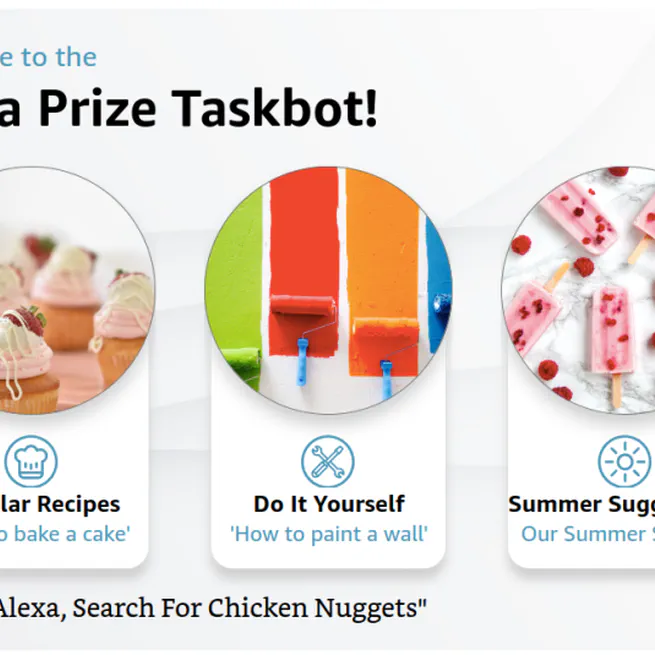 e to the
a Prize Taskbot!
lar Recipes
o bake a cake'
Do It Yourself
'How to paint a wall'
Summer Sugg
Our Summer S
Alexa, Search For Chicken Nuggets"